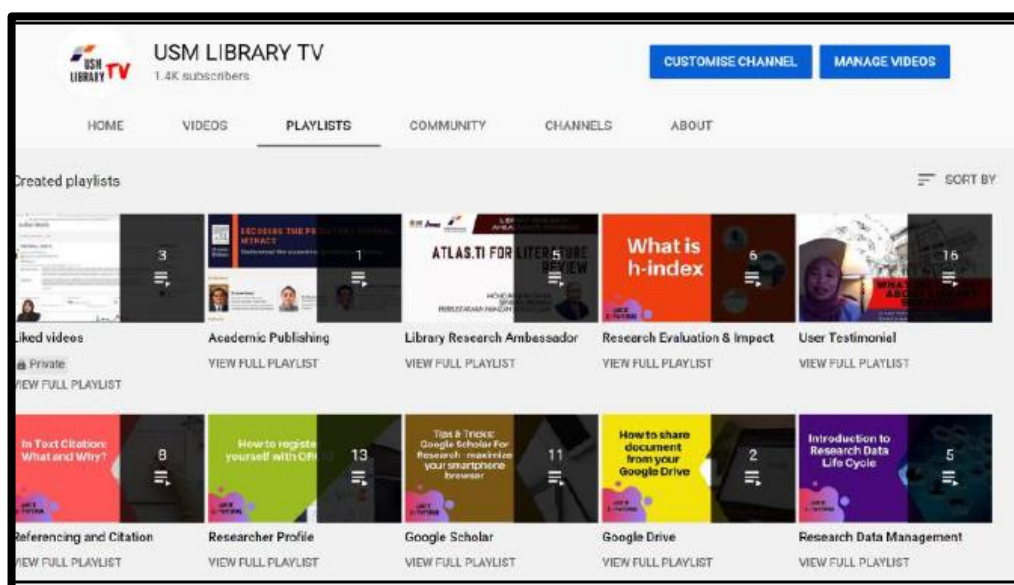 USM LIBRARY TV
USM
LIBRARY TV
1.4K subscribers
CUSTOMISE CHANNEL
MANAGE VIDEOS
HOME
VIDEOS
PLAYLISTS
COMMUNITY
CHANNELS
ABOUT
Created playlists
SORT BY
3
DECODING THE
1
ATLAS.TI FOR LITERATURE
REVIEW
5
What is
h-index
6
16
Liked videos
Private
VIEW FULL PLAYLIST
Academic Publishing
VIEW FULL PLAYLIST
Library Research Ambassador
VIEW FULL PLAYLIST
Research Evaluation & Impact
VIEW FULL PLAYLIST
User Testimonial
VIEW FULL PLAYLIST
In Text Citation:
What and Why?
8
How to registe
yourself with ORCID
13
Tips & Tricks:
Google Scholar For
Research - maximize
your smartphone
browser
11
How to share
document
from your
Google Drive
2
Introduction to
Research Data
Life Cycle
5
Referencing and Citation
VIEW FULL PLAYLIST
Researcher Profile
VIEW FULL PLAYLIST
Google Scholar
VIEW FULL PLAYLIST
Google Drive
VIEW FULL PLAYLIST
Research Data Management
VIEW FULL PLAYLIST